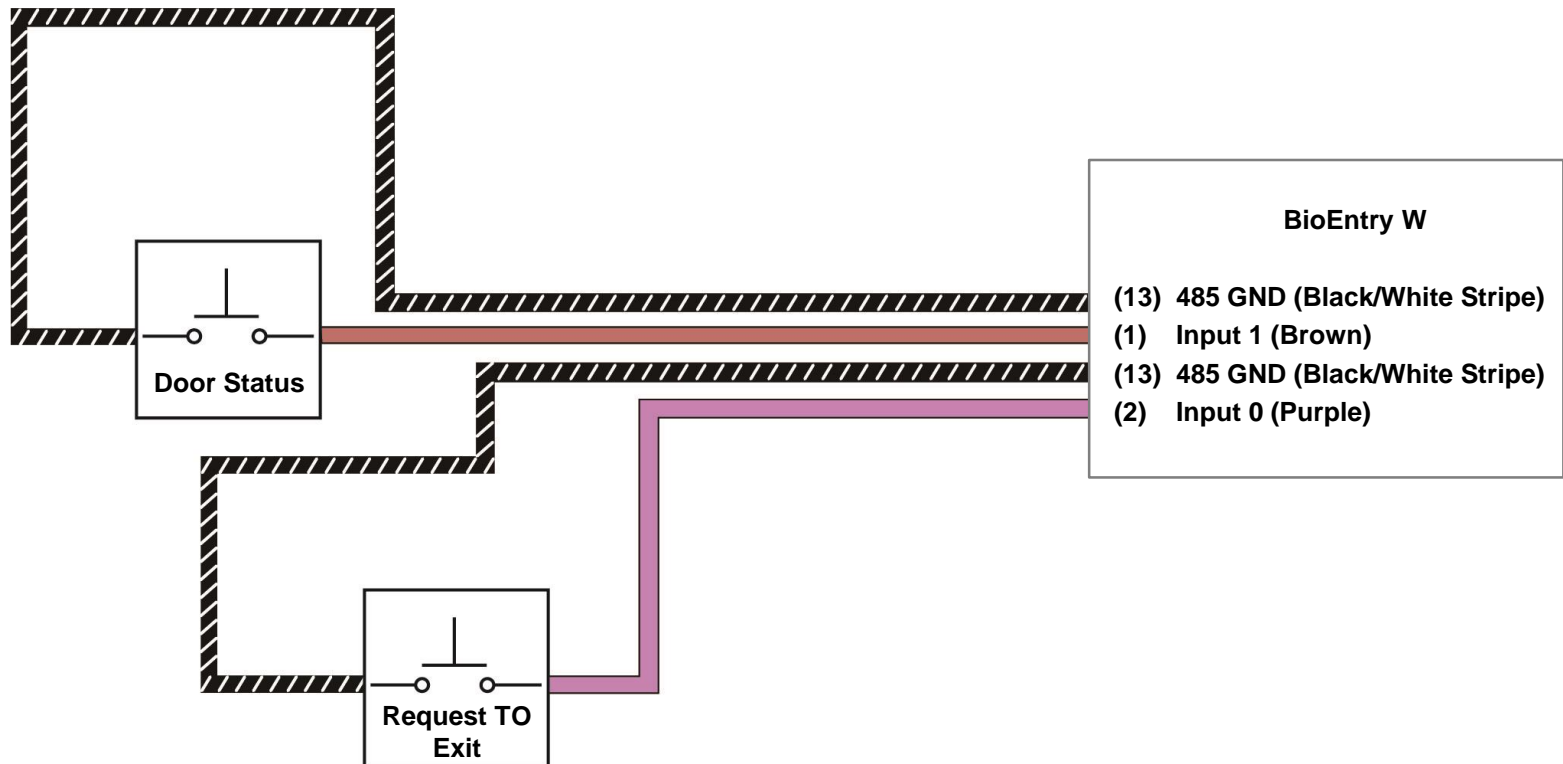 BioEntry W
(13) 485 GND (Black/White Stripe)
(1) Input 1 (Brown)
(13) 485 GND (Black/White Stripe)
(2) Input 0 (Purple)
Door Status
Request TO
Exit